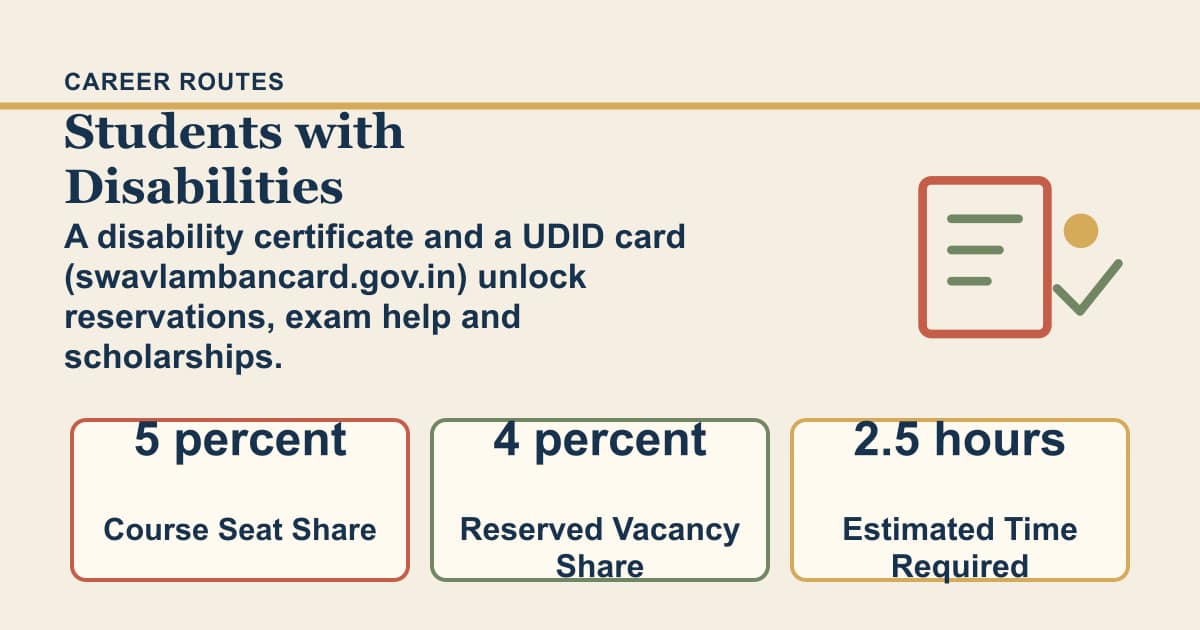 CAREER ROUTES
Students with
Disabilities
A disability certificate and a UDID card
(swavlambancard.gov.in) unlock
reservations, exam help and
scholarships.
5 percent
Course Seat Share
4 percent
Reserved Vacancy
Share
2.5 hours
Estimated Time
Required